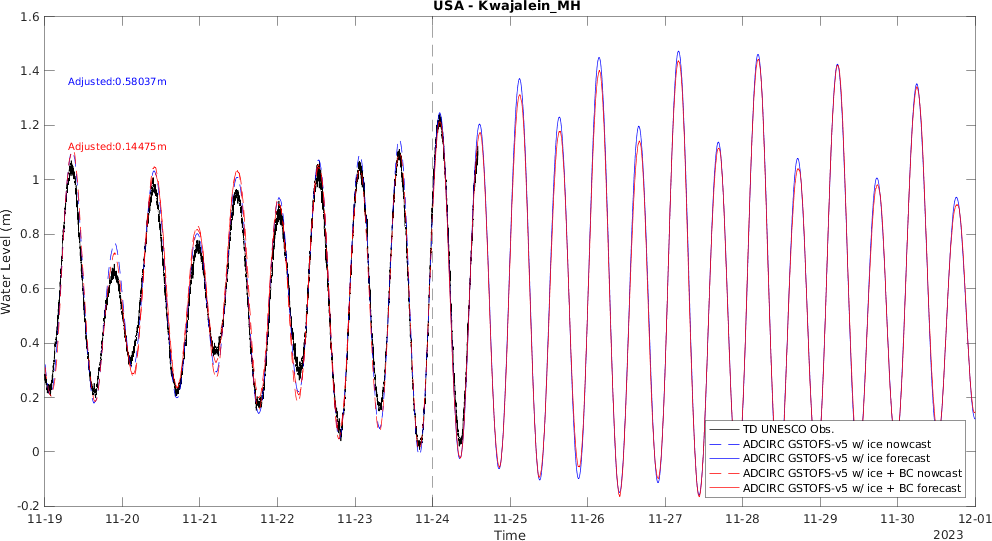 USA - Kwajalein_MH
1.6
1.4
1.2
1
0.8
0.6
0.4
0.2
0
-0.2
Water Level (m)
Adjusted:0.58037m
Adjusted:0.14475m
TD UNESCO Obs.
ADCIRC GSTOFS-v5 w/ ice nowcast
ADCIRC GSTOFS-v5 w/ ice forecast
ADCIRC GSTOFS-v5 w/ ice + BC nowcast
ADCIRC GSTOFS-v5 w/ ice + BC forecast
11-19 11-20 11-21 11-22 11-23 11-24 11-25 11-26 11-27 11-28 11-29 11-30 12-01
Time
2023